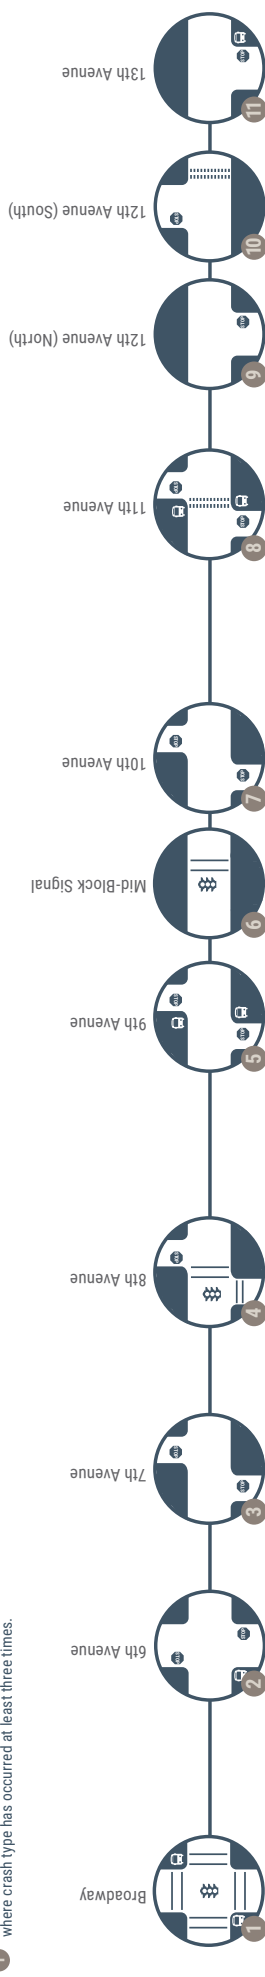 where crash type has occurred at least three times.
Broadway
1
6th Avenue
2
7th Avenue
3
8th Avenue
4
9th Avenue
5
Mid-Block Signal
6
10th Avenue
7
11th Avenue
8
12th Avenue (North)
9
12th Avenue (South)
10
13th Avenue
11